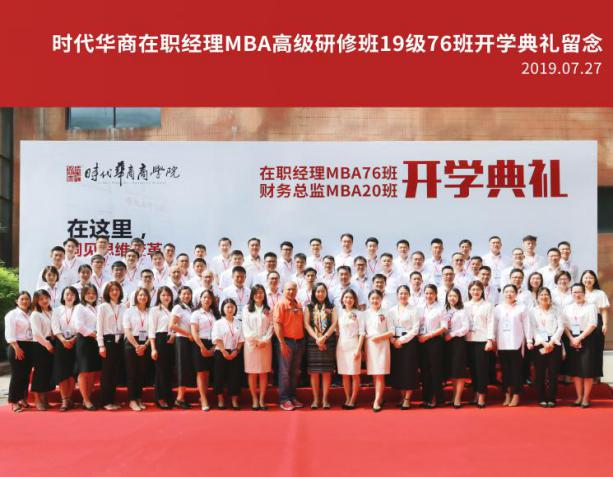 时代华商在职经理MBA高级研修班19级76班开学典礼留念
2019.07.27
時代華商商學院
在职经理MBA76班
财务总监MBA20班
开学典礼
在这里，